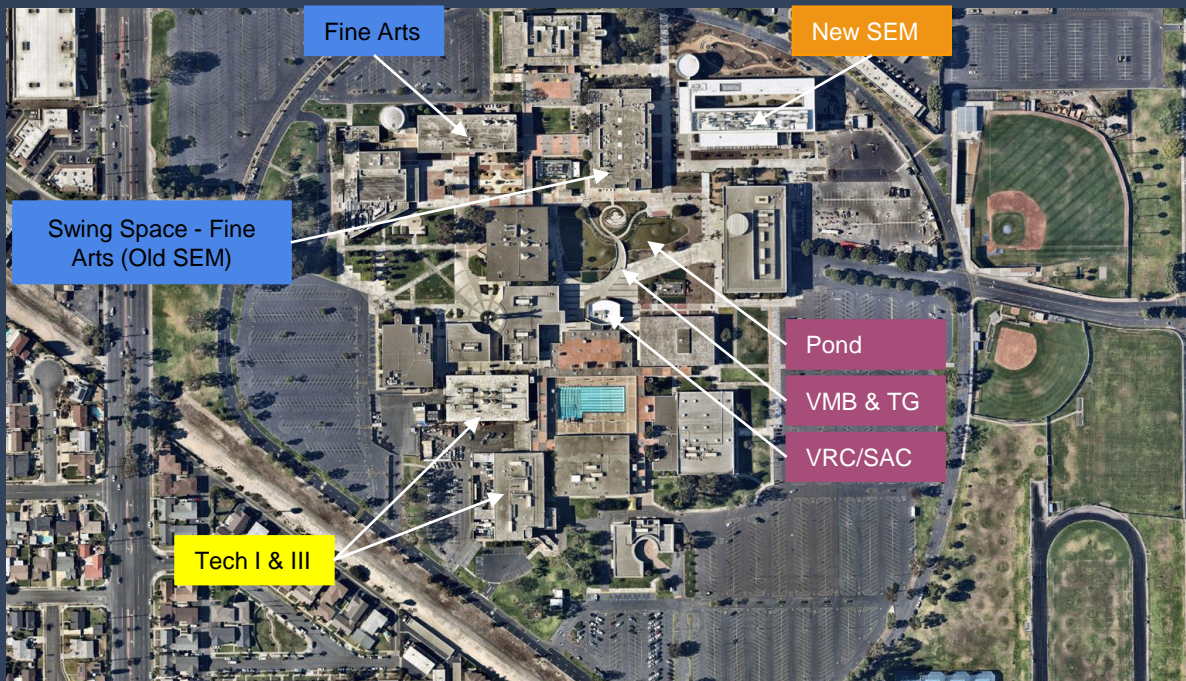 Fine Arts
New SEM
Swing Space - Fine
Arts (Old SEM)
Pond
VMB & TG
VRC/SAC
Tech I & III